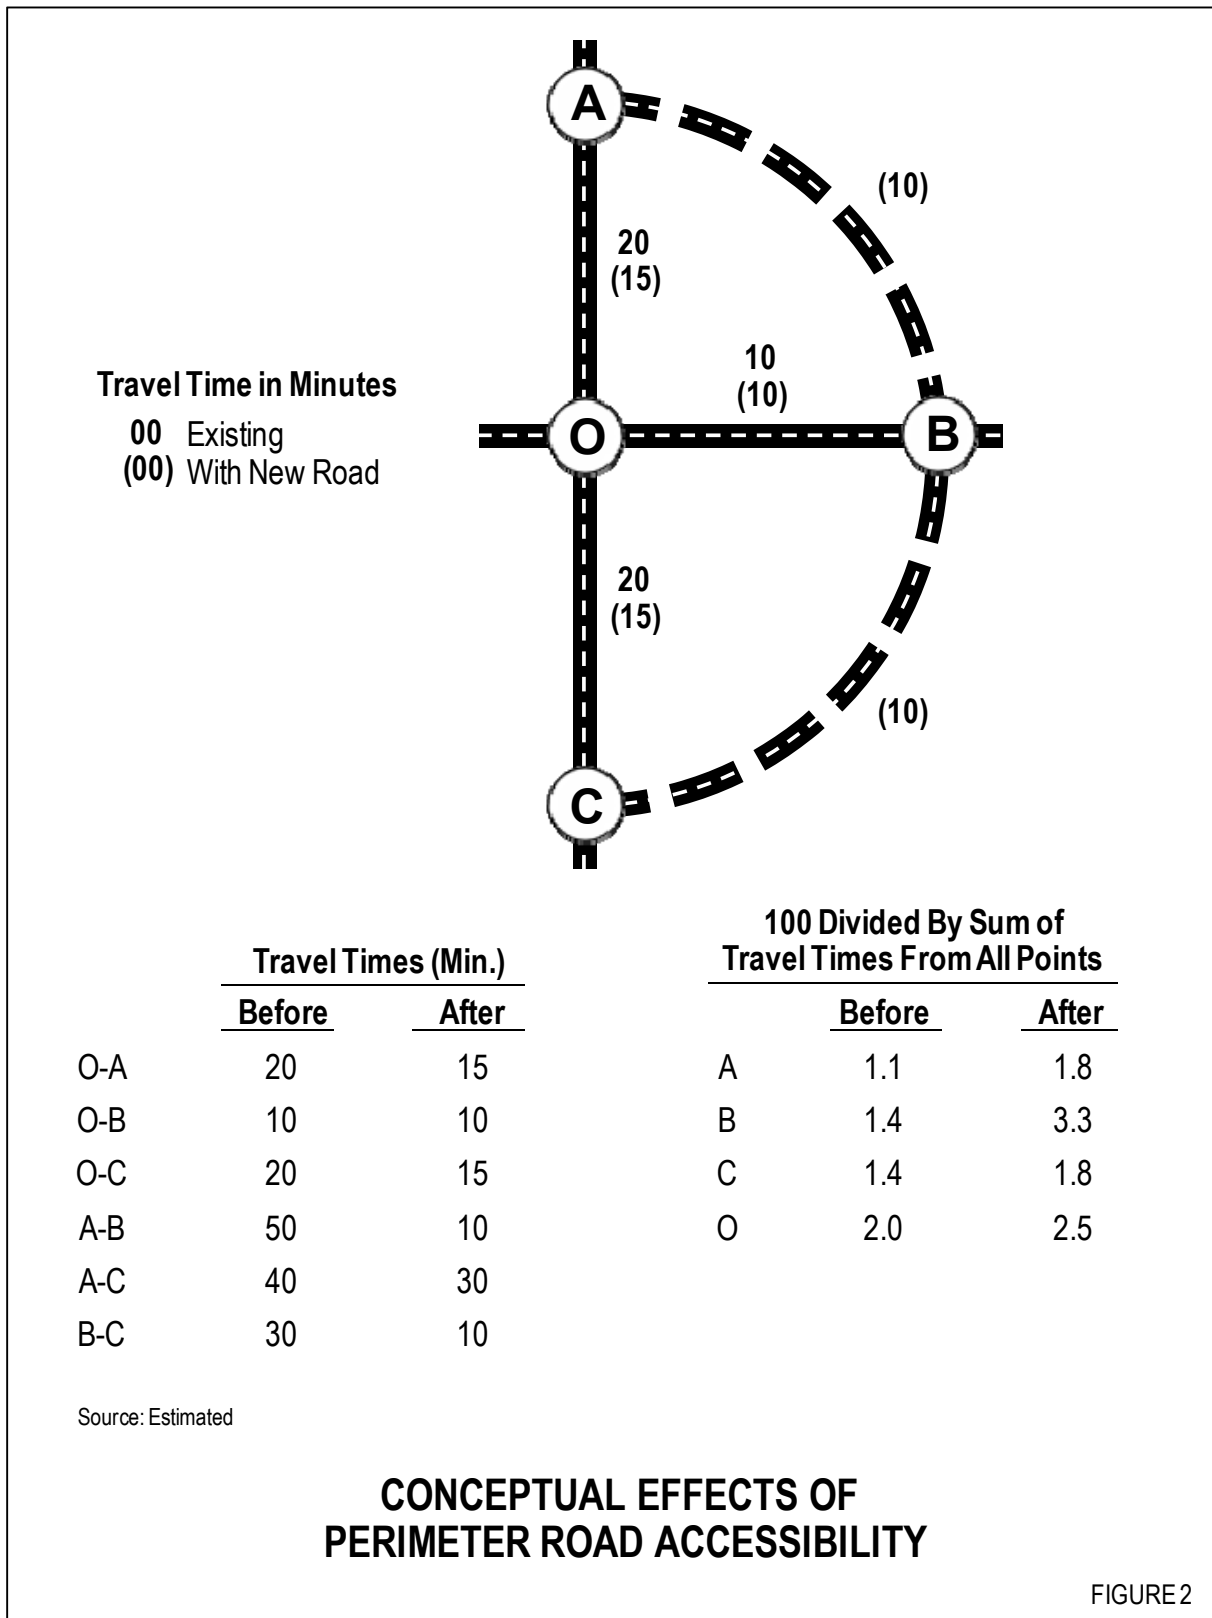 A
(10)
20
(15)
10
(10)
Travel Time in Minutes
00 Existing
(00) With New Road
O
B
20
(15)
(10)
C
100 Divided By Sum of
Travel Times (Min.) Travel Times From All Points
Before After Before After
O-A 20 15 A 1.1 1.8
O-B 10 10 B 1.4 3.3
O-C 20 15 C 1.4 1.8
A-B 50 10 O 2.0 2.5
A-C 40 30
B-C 30 10
Source: Estimated
CONCEPTUAL EFFECTS OF
PERIMETER ROAD ACCESSIBILITY
FIGURE 2